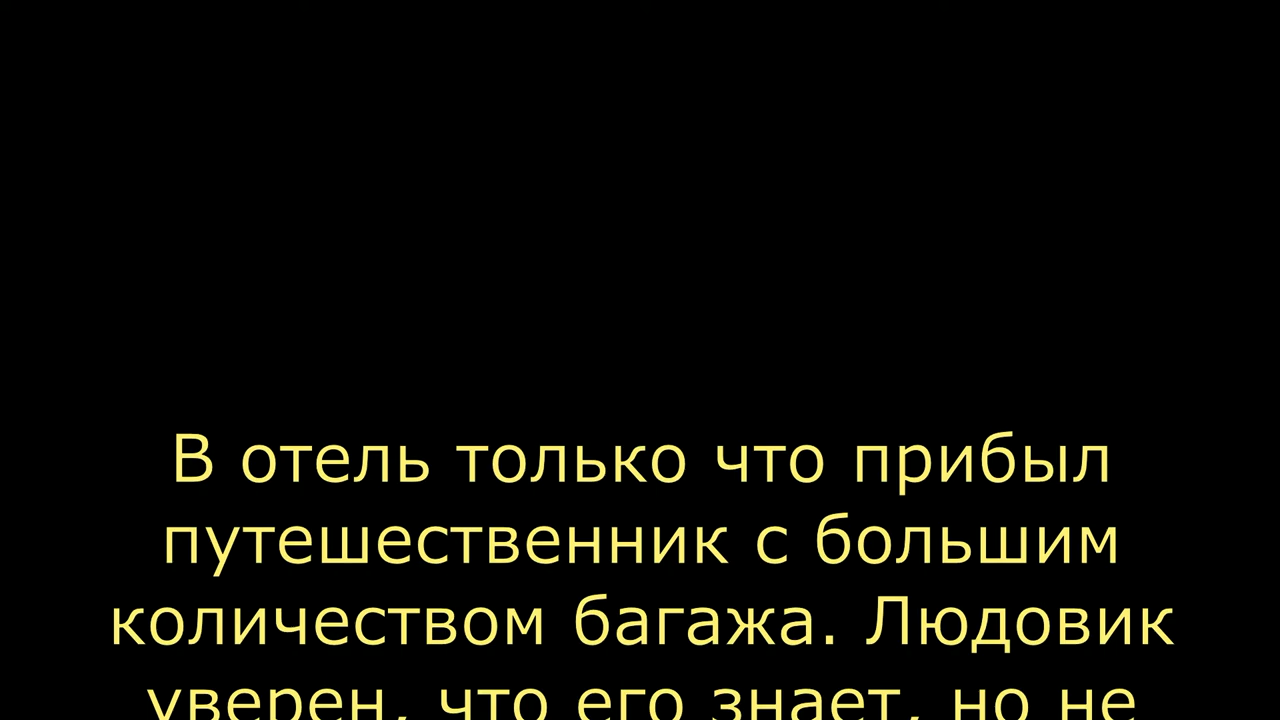 В отель только что прибыл
путешественник с большим
количеством багажа. Людовик
уверен, что его знает, но не